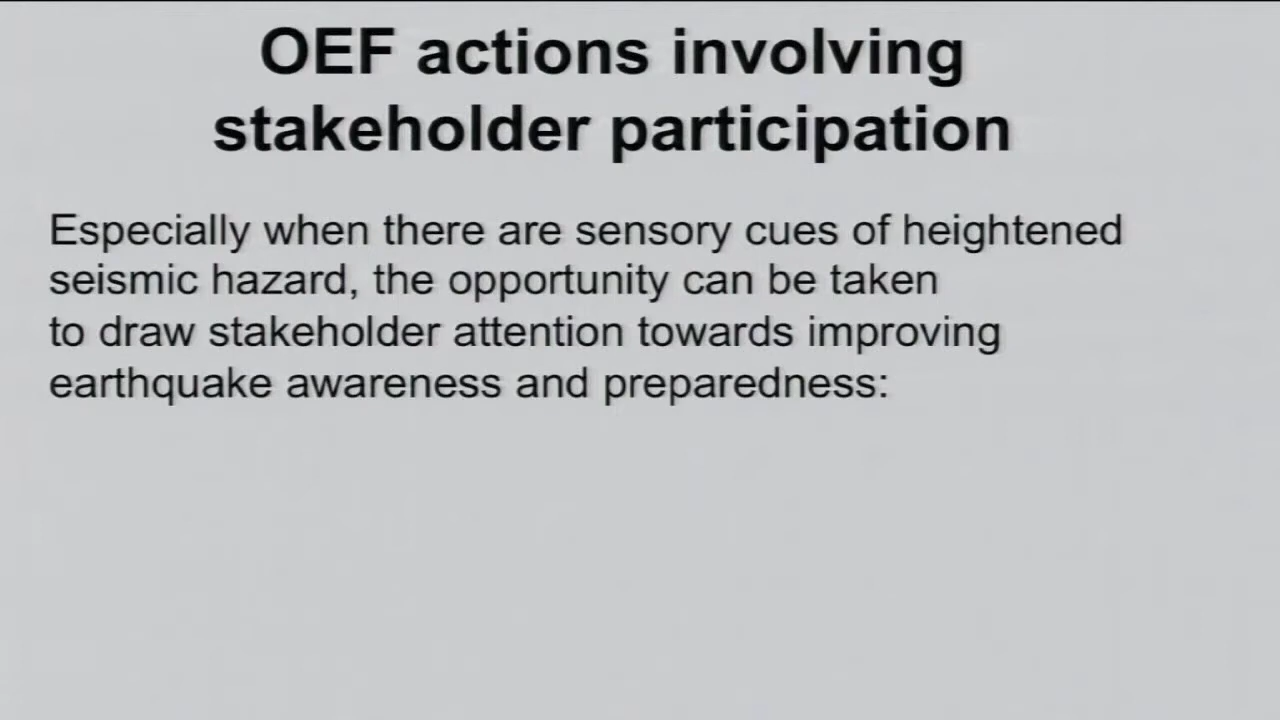 OEF actions involving
stakeholder participation
Especially when there are sensory cues of heightened
seismic hazard, the opportunity can be taken
to draw stakeholder attention towards improving
earthquake awareness and preparedness: